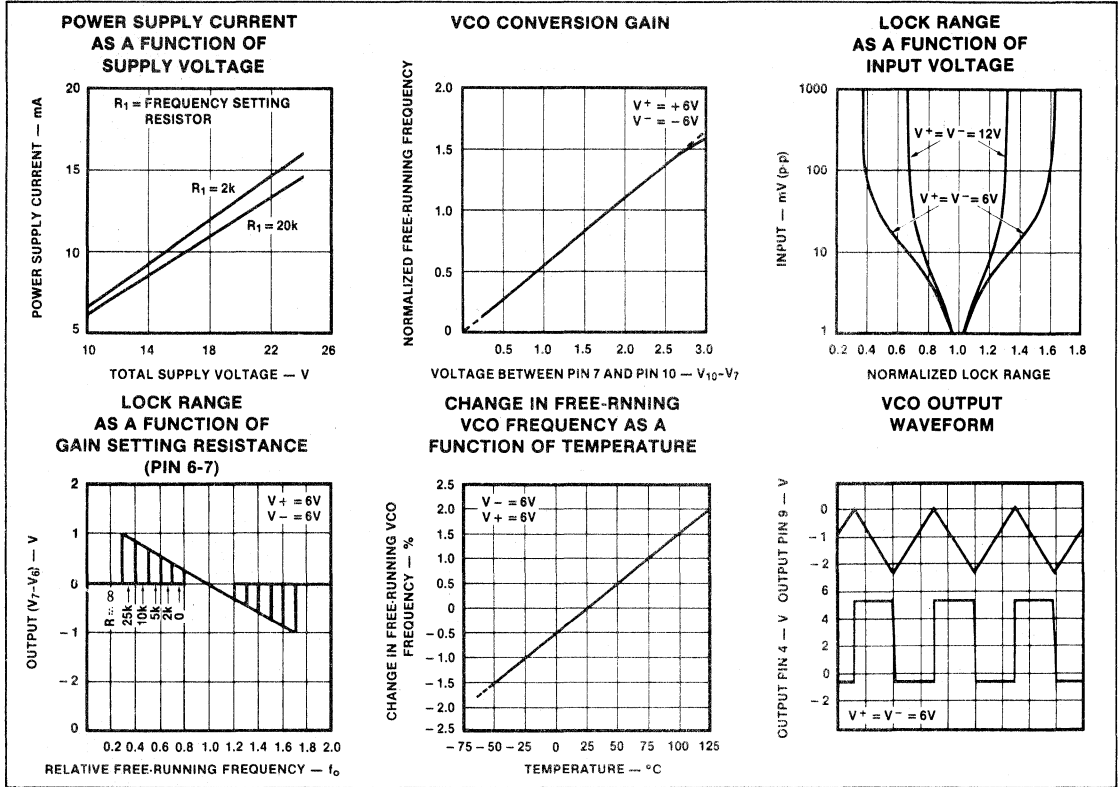 POWER SUPPLY CURRENT
AS A FUNCTION OF
SUPPLY VOLTAGE
POWER SUPPLY CURRENT — mA
20
15
10
5
R₁ = FREQUENCY SETTING
RESISTOR
R₁ = 2k
R₁ = 20k
10 14 18 22 26
TOTAL SUPPLY VOLTAGE — V
VCO CONVERSION GAIN
NORMALIZED FREE-RUNNING FREQUENCY
2.0
1.5
1.0
0.5
0
V⁺ = +6V
V⁻ = −6V
0.5 1.0 1.5 2.0 2.5 3.0
VOLTAGE BETWEEN PIN 7 AND PIN 10 — V₁₀-V₇
LOCK RANGE
AS A FUNCTION OF
INPUT VOLTAGE
INPUT — mV (p-p)
1000
100
10
1
V⁺ = V⁻ = 12V
V⁺ = V⁻ = 6V
0.2 0.4 0.6 0.8 1.0 1.2 1.4 1.6 1.8
NORMALIZED LOCK RANGE
LOCK RANGE
AS A FUNCTION OF
GAIN SETTING RESISTANCE
(PIN 6-7)
OUTPUT (V₇-V₆) — V
2
1
0
− 1
− 2
0
V + = 6V
V − = 6V
R = ∞
25k
10k
5k
2k
0
0.2 0.4 0.6 0.8 1.0 1.2 1.4 1.6 1.8 2.0
RELATIVE FREE-RUNNING FREQUENCY — fₒ
CHANGE IN FREE-RNNING
VCO FREQUENCY AS A
FUNCTION OF TEMPERATURE
CHANGE IN FREE-RUNNING VCO
FREQUENCY — %
2.5
2.0
1.5
1.0
0.5
0
− 0.5
− 1.0
− 1.5
− 2.0
− 2.5
V − = 6V
V + = 6V
− 75 − 50 − 25 0 25 50 75 100 125
TEMPERATURE — °C
VCO OUTPUT
WAVEFORM
OUTPUT PIN 4 — V OUTPUT PIN 9 — V
0
− 1
− 2
6
4
2
0
− 2
V⁺ = V⁻ = 6V